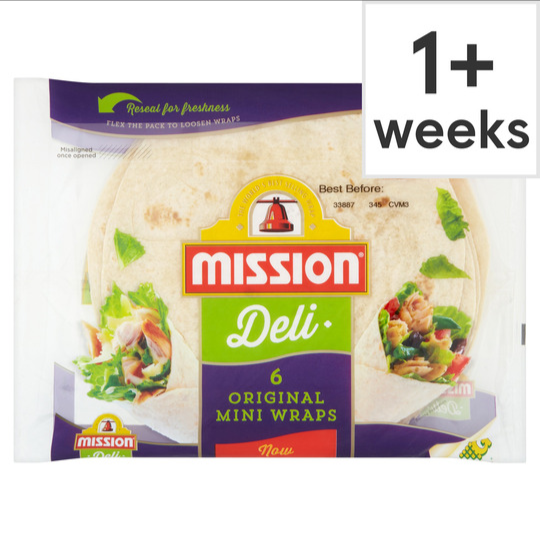 1+
weeks
Reseal for freshness
FLEX THE PACK TO LOOSEN WRAPS
Misaligned
once opened
Best Before:
33887 345 CVM3
MISSION
Deli
6
ORIGINAL
MINI WRAPS
Now
MISSION
Deli